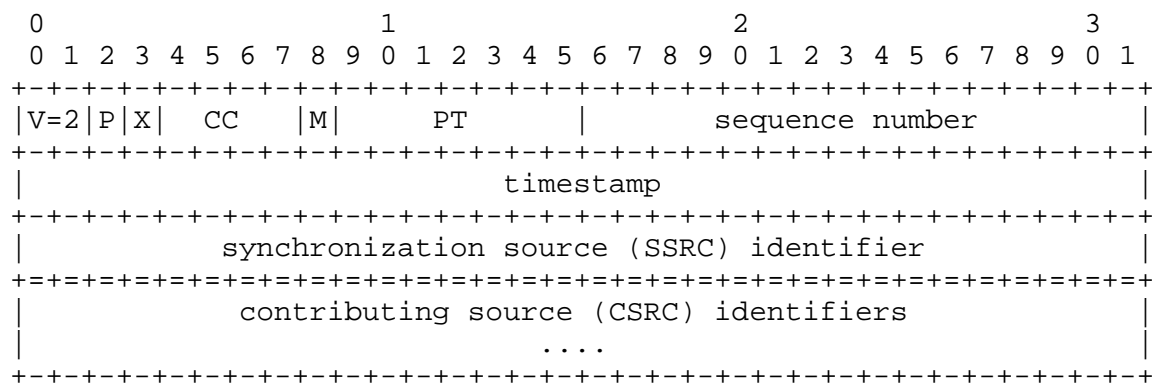 0                   1                   2                   3
 0 1 2 3 4 5 6 7 8 9 0 1 2 3 4 5 6 7 8 9 0 1 2 3 4 5 6 7 8 9 0 1
+-+-+-+-+-+-+-+-+-+-+-+-+-+-+-+-+-+-+-+-+-+-+-+-+-+-+-+-+-+-+-+-+
|V=2|P|X|  CC   |M|     PT      |       sequence number         |
+-+-+-+-+-+-+-+-+-+-+-+-+-+-+-+-+-+-+-+-+-+-+-+-+-+-+-+-+-+-+-+-+
|                           timestamp                           |
+-+-+-+-+-+-+-+-+-+-+-+-+-+-+-+-+-+-+-+-+-+-+-+-+-+-+-+-+-+-+-+-+
|           synchronization source (SSRC) identifier            |
+=+=+=+=+=+=+=+=+=+=+=+=+=+=+=+=+=+=+=+=+=+=+=+=+=+=+=+=+=+=+=+=+
|            contributing source (CSRC) identifiers             |
|                             ....                              |
+-+-+-+-+-+-+-+-+-+-+-+-+-+-+-+-+-+-+-+-+-+-+-+-+-+-+-+-+-+-+-+-+